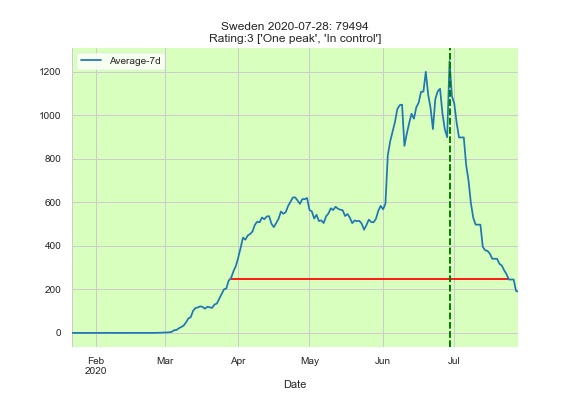 Sweden 2020-07-28: 79494
Rating:3 ['One peak', 'In control']
Average-7d
1200
1000
800
600
400
200
0
Feb Mar Apr May Jun Jul
2020
Date